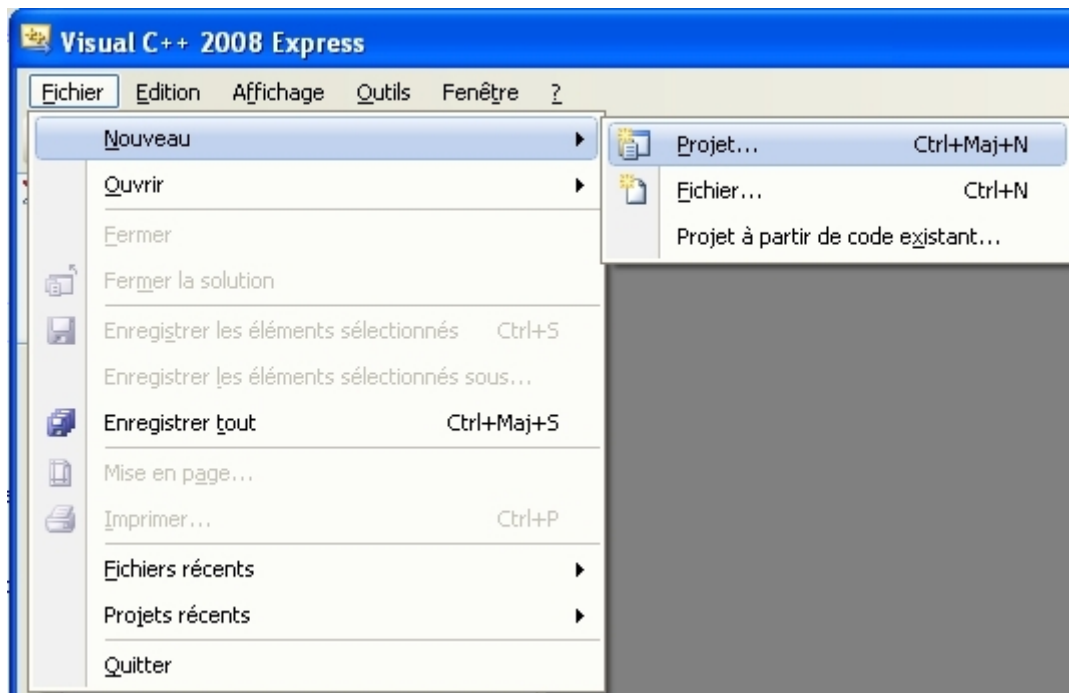 Visual C++ 2008 Express
Fichier Edition Affichage Outils Fenêtre ?
Nouveau
Projet... Ctrl+Maj+N
Ouvrir
Fichier... Ctrl+N
Fermer
Projet à partir de code existant...
Fermer la solution
Enregistrer les éléments sélectionnés Ctrl+S
Enregistrer les éléments sélectionnés sous...
Enregistrer tout Ctrl+Maj+S
Mise en page...
Imprimer... Ctrl+P
Fichiers récents
Projets récents
Quitter